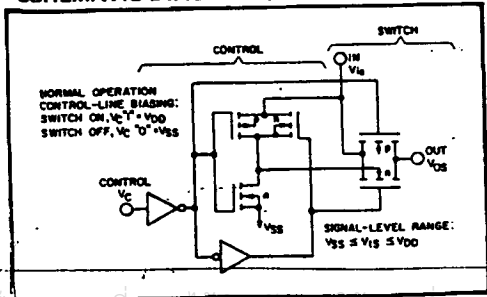 CONTROL
SWITCH
IN
Vis
NORMAL OPERATION
CONTROL-LINE BIASING:
SWITCH ON, VC "1" = VDD
SWITCH OFF, VC "0" = VSS
p
n
p
n
OUT
VOS
CONTROL
VC
n
VSS
SIGNAL-LEVEL RANGE:
VSS ≤ VIS ≤ VDD